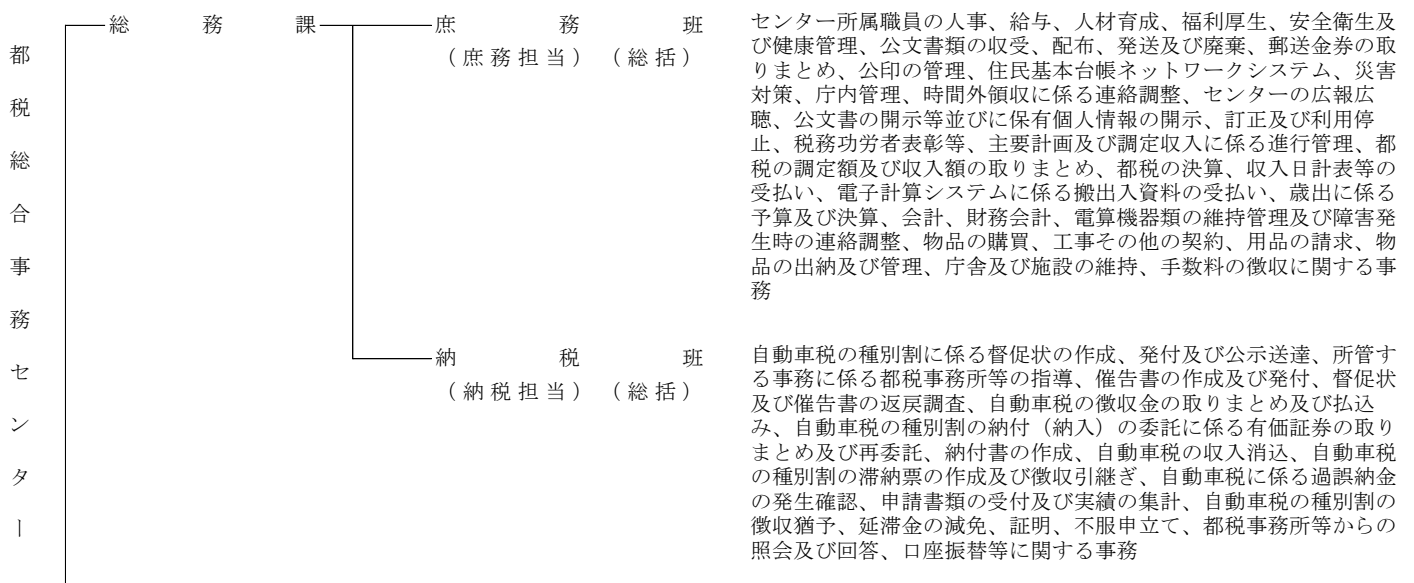 都税総合事務センター
総務課
庶務班
(庶務担当)(総括)
センター所属職員の人事、給与、人材育成、福利厚生、安全衛生及
び健康管理、公文書類の収受、配布、発送及び廃棄、郵送金券の取
りまとめ、公印の管理、住民基本台帳ネットワークシステム、災害
対策、庁内管理、時間外領収に係る連絡調整、センターの広報広
聴、公文書の開示等並びに保有個人情報の開示、訂正及び利用停
止、税務功労者表彰等、主要計画及び調定収入に係る進行管理、都
税の調定額及び収入額の取りまとめ、都税の決算、収入日計表等の
受払い、電子計算システムに係る搬出入資料の受払い、歳出に係る
予算及び決算、会計、財務会計、電算機器類の維持管理及び障害発
生時の連絡調整、物品の購買、工事その他の契約、用品の請求、物
品の出納及び管理、庁舎及び施設の維持、手数料の徴収に関する事
務
納税班
(納税担当)(総括)
自動車税の種別割に係る督促状の作成、発付及び公示送達、所管す
る事務に係る都税事務所等の指導、催告書の作成及び発付、督促状
及び催告書の返戻調査、自動車税の徴収金の取りまとめ及び払込
み、自動車税の種別割の納付(納入)の委託に係る有価証券の取り
まとめ及び再委託、納付書の作成、自動車税の収入消込、自動車税
の種別割の滞納票の作成及び徴収引継ぎ、自動車税に係る過誤納金
の発生確認、申請書類の受付及び実績の集計、自動車税の種別割の
徴収猶予、延滞金の減免、証明、不服申立て、都税事務所等からの
照会及び回答、口座振替等に関する事務